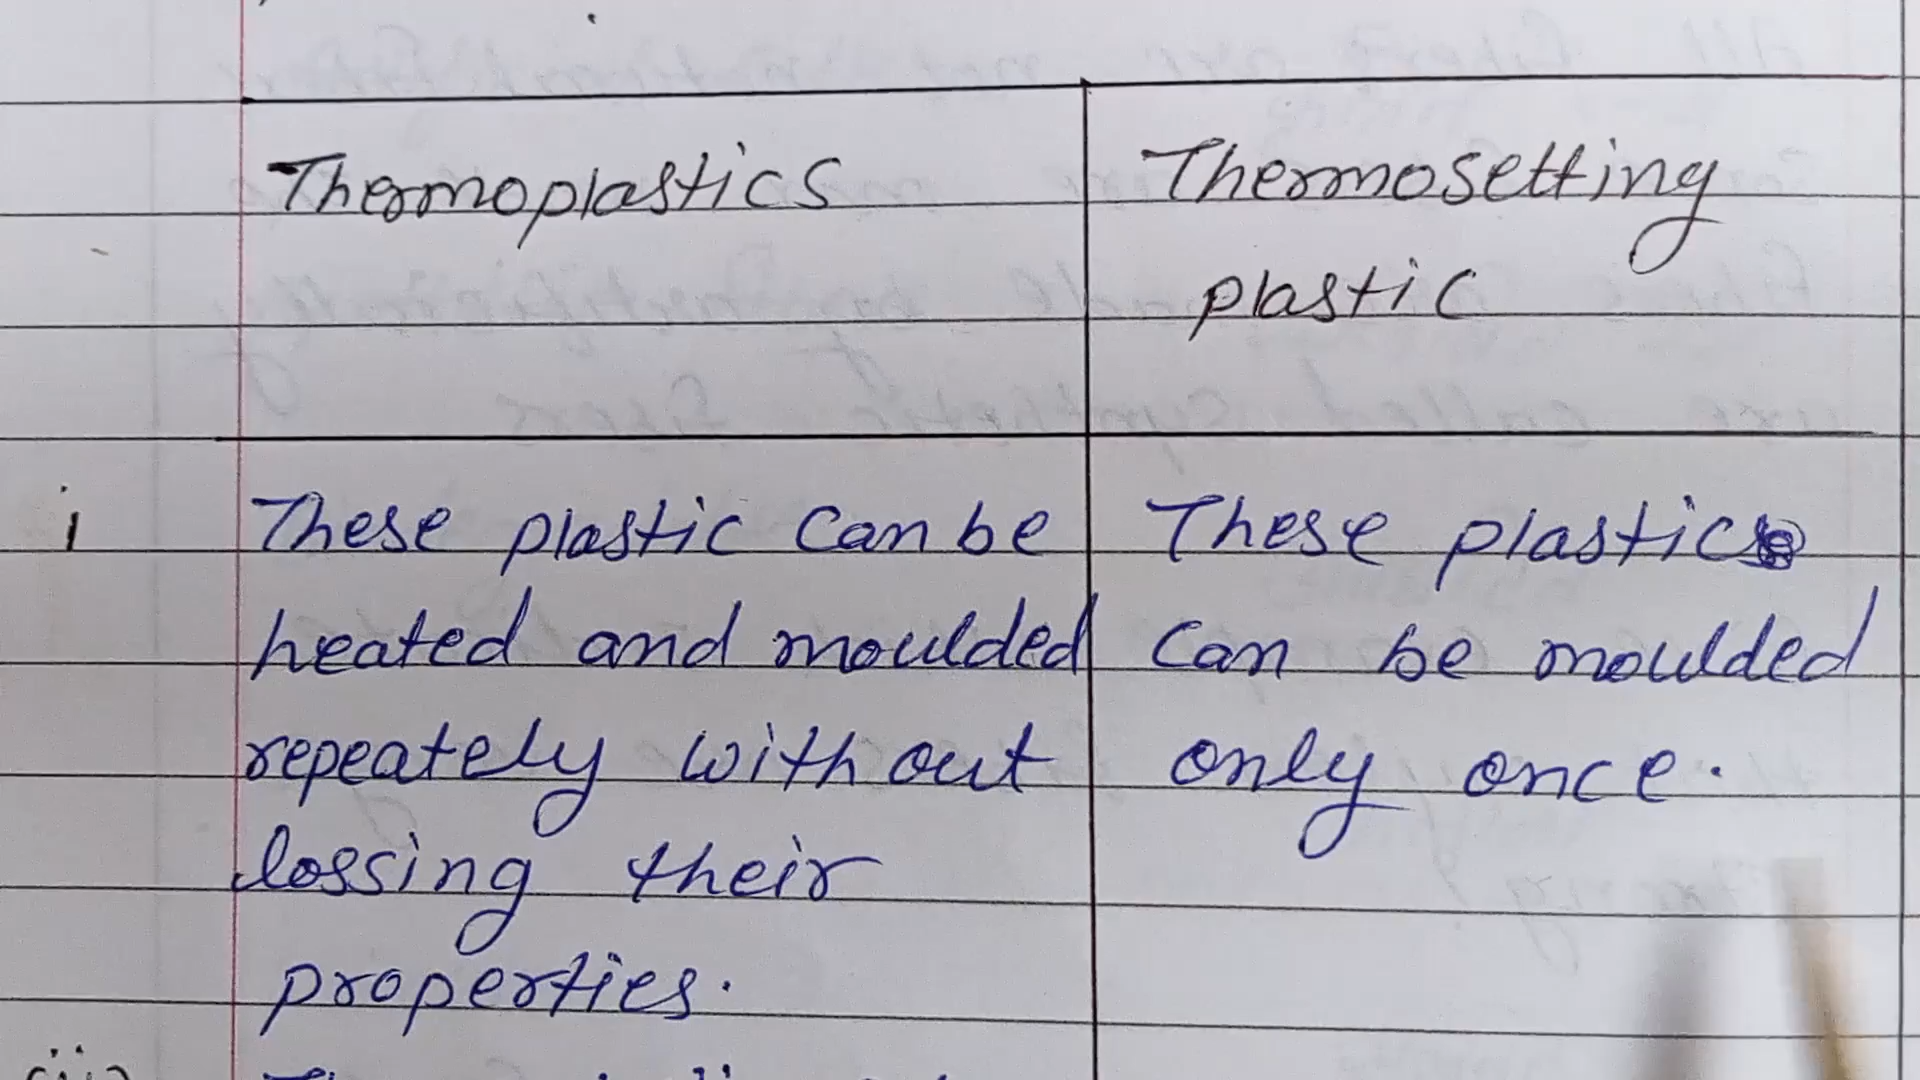 Thermoplastics
Thermosetting
plastic
i
These plastic can be
heated and moulded
repeately without
lossing their
properties.
These plastics
can be moulded
only once.